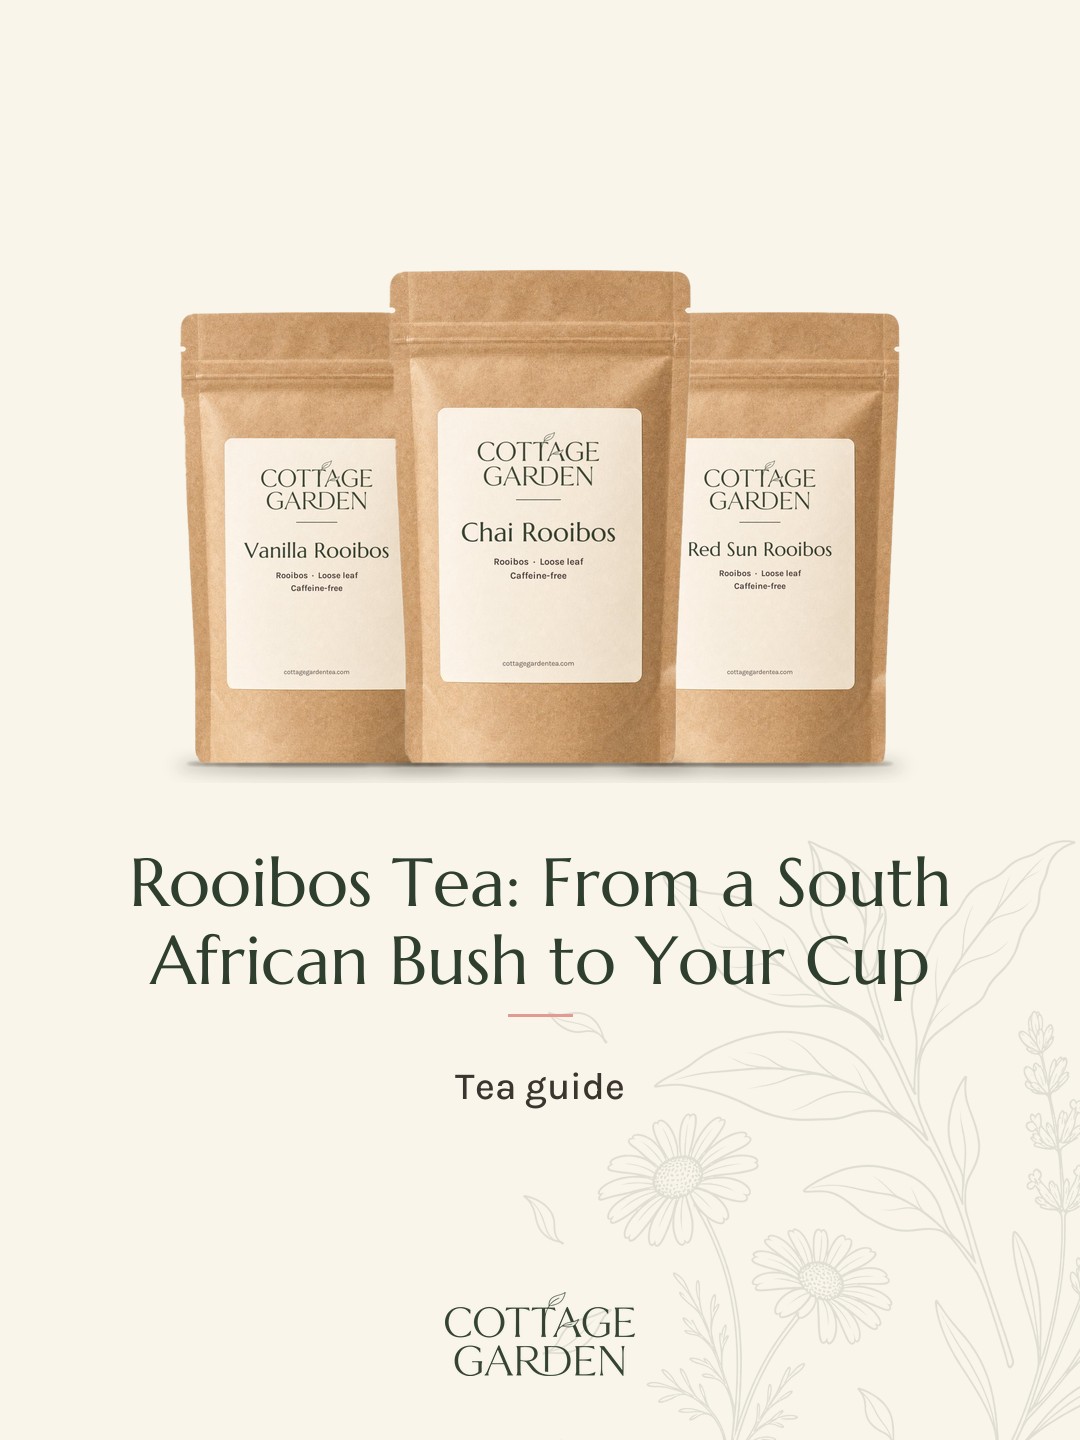 COTTAGE
GARDEN
Vanilla Rooibos
Rooibos · Loose leaf
Caffeine-free
cottagegardentea.com
COTTAGE
GARDEN
Chai Rooibos
Rooibos · Loose leaf
Caffeine-free
cottagegardentea.com
COTTAGE
GARDEN
Red Sun Rooibos
Rooibos · Loose leaf
Caffeine-free
cottagegardentea.com
Rooibos Tea: From a South
African Bush to Your Cup
Tea guide
COTTAGE
GARDEN